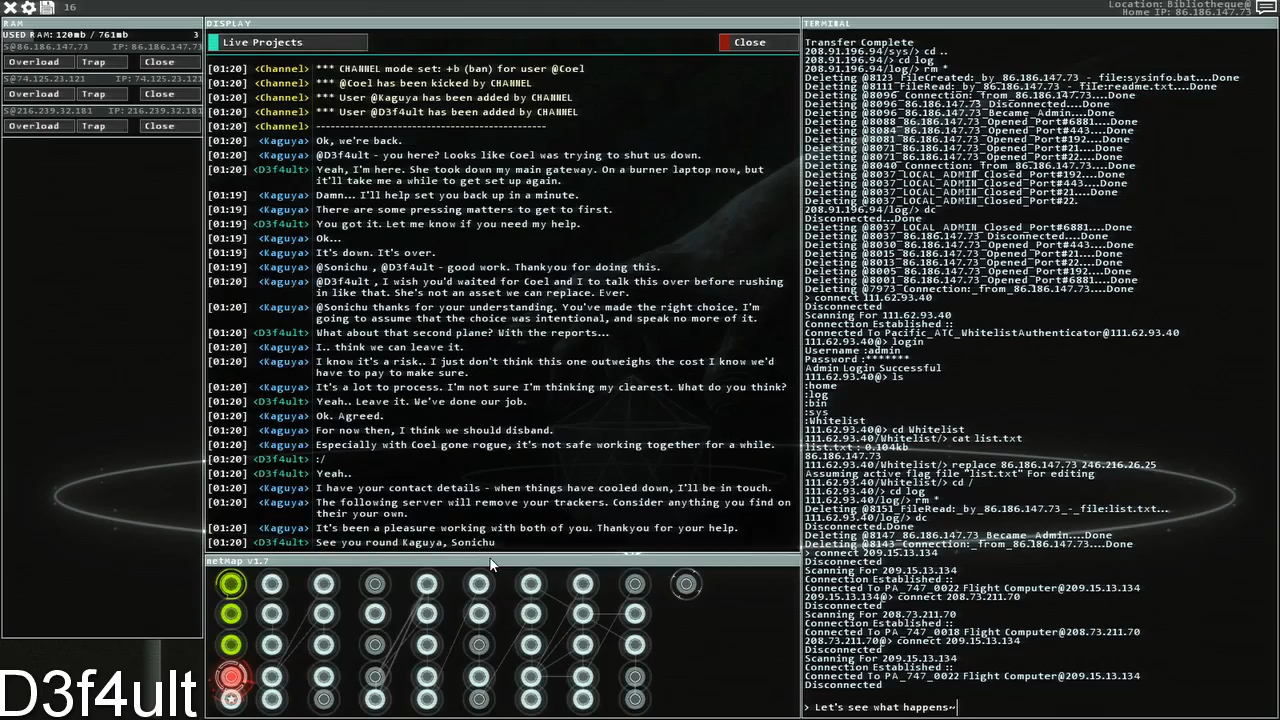 16
Location: Bibliotheque@
Home IP: 86.186.147.73
RAM
USED RAM: 120mb / 761mb 3
S@86.186.147.73 IP: 86.186.147.73
Overload Trap Close
S@74.125.23.121 IP: 74.125.23.121
Overload Trap Close
S@216.239.32.181 IP: 216.239.32.181
Overload Trap Close
D3f4ult
DISPLAY
Live Projects Close
[01:20] <Channel> *** CHANNEL mode set: +b (ban) for user @Coel
[01:20] <Channel> *** @Coel has been kicked by CHANNEL
[01:20] <Channel> *** User @Kaguya has been added by CHANNEL
[01:20] <Channel> *** User @D3f4ult has been added by CHANNEL
[01:20] <Channel> ------------------------------------------------
[01:20] <Kaguya> Ok, we're back.
[01:20] <Kaguya> @D3f4ult - you here? Looks like Coel was trying to shut us down.
[01:20] <D3f4ult> Yeah, I'm here. She took down my main gateway. On a burner laptop now, but
it'll take me a while to get set up again.
[01:19] <Kaguya> Damn... I'll help set you back up in a minute.
[01:19] <Kaguya> There are some pressing matters to get to first.
[01:19] <D3f4ult> You got it. Let me know if you need my help.
[01:19] <Kaguya> Ok...
[01:19] <Kaguya> It's down. It's over.
[01:19] <Kaguya> @Sonichu , @D3f4ult - good work. Thankyou for doing this.
[01:19] <Kaguya> @D3f4ult , I wish you'd waited for Coel and I to talk this over before rushing
in like that. She's not an asset we can replace. Ever.
[01:20] <Kaguya> @Sonichu thanks for your understanding. You've made the right choice. I'm
going to assume that the choice was intentional, and speak no more of it.
[01:20] <D3f4ult> What about that second plane? With the reports...
[01:20] <Kaguya> I.. think we can leave it.
[01:20] <Kaguya> I know it's a risk.. I just don't think this one outweighs the cost I know we'd
have to pay to make sure.
[01:20] <Kaguya> It's a lot to process. I'm not sure I'm thinking my clearest. What do you think?
[01:20] <D3f4ult> Yeah.. Leave it. We've done our job.
[01:20] <Kaguya> Ok. Agreed.
[01:20] <Kaguya> For now then, I think we should disband.
[01:20] <Kaguya> Especially with Coel gone rogue, it's not safe working together for a while.
[01:20] <D3f4ult> :/
[01:20] <D3f4ult> Yeah..
[01:20] <Kaguya> I have your contact details - when things have cooled down, I'll be in touch.
[01:20] <Kaguya> The following server will remove your trackers. Consider anything you find on
their your own.
[01:20] <Kaguya> It's been a pleasure working with both of you. Thankyou for your help.
[01:20] <D3f4ult> See you round Kaguya, Sonichu
netMap v1.7
TERMINAL
Transfer Complete
208.91.196.94/sys/> cd ..
208.91.196.94/> cd log
208.91.196.94/log/> rm *
Deleting @8123_FileCreated:_by_86.186.147.73_-_file:sysinfo.bat....Done
Deleting @8111_FileRead:_by_86.186.147.73_-_file:readme.txt....Done
Deleting @8096_Connection:_from_86.186.147.73....Done
Deleting @8096_86.186.147.73_Disconnected....Done
Deleting @8096_86.186.147.73_Became_Admin....Done
Deleting @8088_86.186.147.73_Opened_Port#6881....Done
Deleting @8084_86.186.147.73_Opened_Port#443....Done
Deleting @8081_86.186.147.73_Opened_Port#192....Done
Deleting @8071_86.186.147.73_Opened_Port#21....Done
Deleting @8071_86.186.147.73_Opened_Port#22....Done
Deleting @8040_Connection:_from_86.186.147.73....Done
Deleting @8037_LOCAL_ADMIN_Closed_Port#192....Done
Deleting @8037_LOCAL_ADMIN_Closed_Port#443....Done
Deleting @8037_LOCAL_ADMIN_Closed_Port#21....Done
Deleting @8037_LOCAL_ADMIN_Closed_Port#22.
208.91.196.94/log/> dc
Disconnected...Done
Deleting @8037_LOCAL_ADMIN_Closed_Port#6881....Done
Deleting @8037_86.186.147.73_Disconnected....Done
Deleting @8030_86.186.147.73_Opened_Port#443....Done
Deleting @8015_86.186.147.73_Opened_Port#21....Done
Deleting @8013_86.186.147.73_Opened_Port#22....Done
Deleting @8005_86.186.147.73_Opened_Port#192....Done
Deleting @8001_86.186.147.73_Opened_Port#6881....Done
Deleting @7973_Connection:_from_86.186.147.73....Done
> connect 111.62.93.40
Disconnected
Scanning For 111.62.93.40
Connection Established ::
Connected To Pacific_ATC_WhitelistAuthenticator@111.62.93.40
111.62.93.40@> login
Username :admin
Password :*******
Admin Login Successful
111.62.93.40@> ls
:home
:log
:bin
:sys
:Whitelist
111.62.93.40@> cd Whitelist
111.62.93.40/Whitelist/> cat list.txt
list.txt : 0.104kb
86.186.147.73
111.62.93.40/Whitelist/> replace 86.186.147.73 246.216.26.25
Assuming active flag file "list.txt" For editing
111.62.93.40/Whitelist/> cd /
111.62.93.40/> cd log
111.62.93.40/log/> rm *
Deleting @8151_FileRead:_by_86.186.147.73_-_file:list.txt...
111.62.93.40/log/> dc
Disconnected.Done
Deleting @8147_86.186.147.73_Became_Admin....Done
Deleting @8143_Connection:_from_86.186.147.73....Done
> connect 209.15.13.134
Disconnected
Scanning For 209.15.13.134
Connection Established ::
Connected To PA_747_0022 Flight Computer@209.15.13.134
209.15.13.134@> connect 208.73.211.70
Disconnected
Scanning For 208.73.211.70
Connection Established ::
Connected To PA_747_0018 Flight Computer@208.73.211.70
208.73.211.70@> connect 209.15.13.134
Disconnected
Scanning For 209.15.13.134
Connection Established ::
Connected To PA_747_0022 Flight Computer@209.15.13.134
Disconnected
> Let's see what happens~